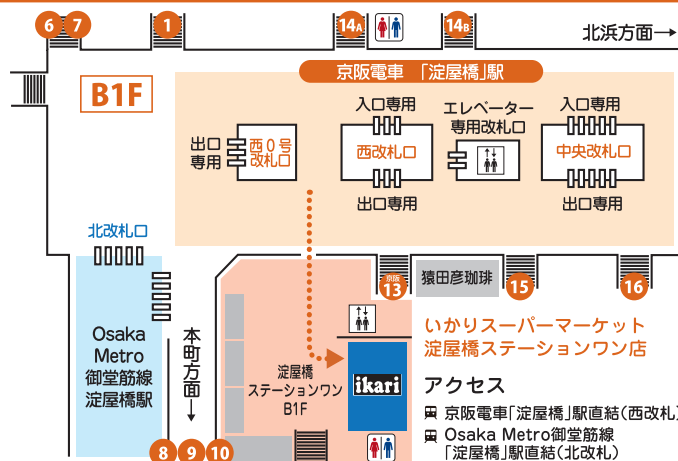 6 7
1
14A
14B
北浜方面→
京阪電車 「淀屋橋」駅
B1F
入口専用
エレベーター
専用改札口
入口専用
出口
専用
西0号
改札口
西改札口
中央改札口
出口専用
出口専用
北改札口
京阪
13
猿田彦珈琲
15
16
Osaka
Metro
御堂筋線
淀屋橋駅
本町方面→
淀屋橋
ステーションワン
B1F
ikari
いかりスーパーマーケット
淀屋橋ステーションワン店
アクセス
京阪電車「淀屋橋」駅直結(西改札)
Osaka Metro御堂筋線
「淀屋橋」駅直結(北改札)
8 9 10